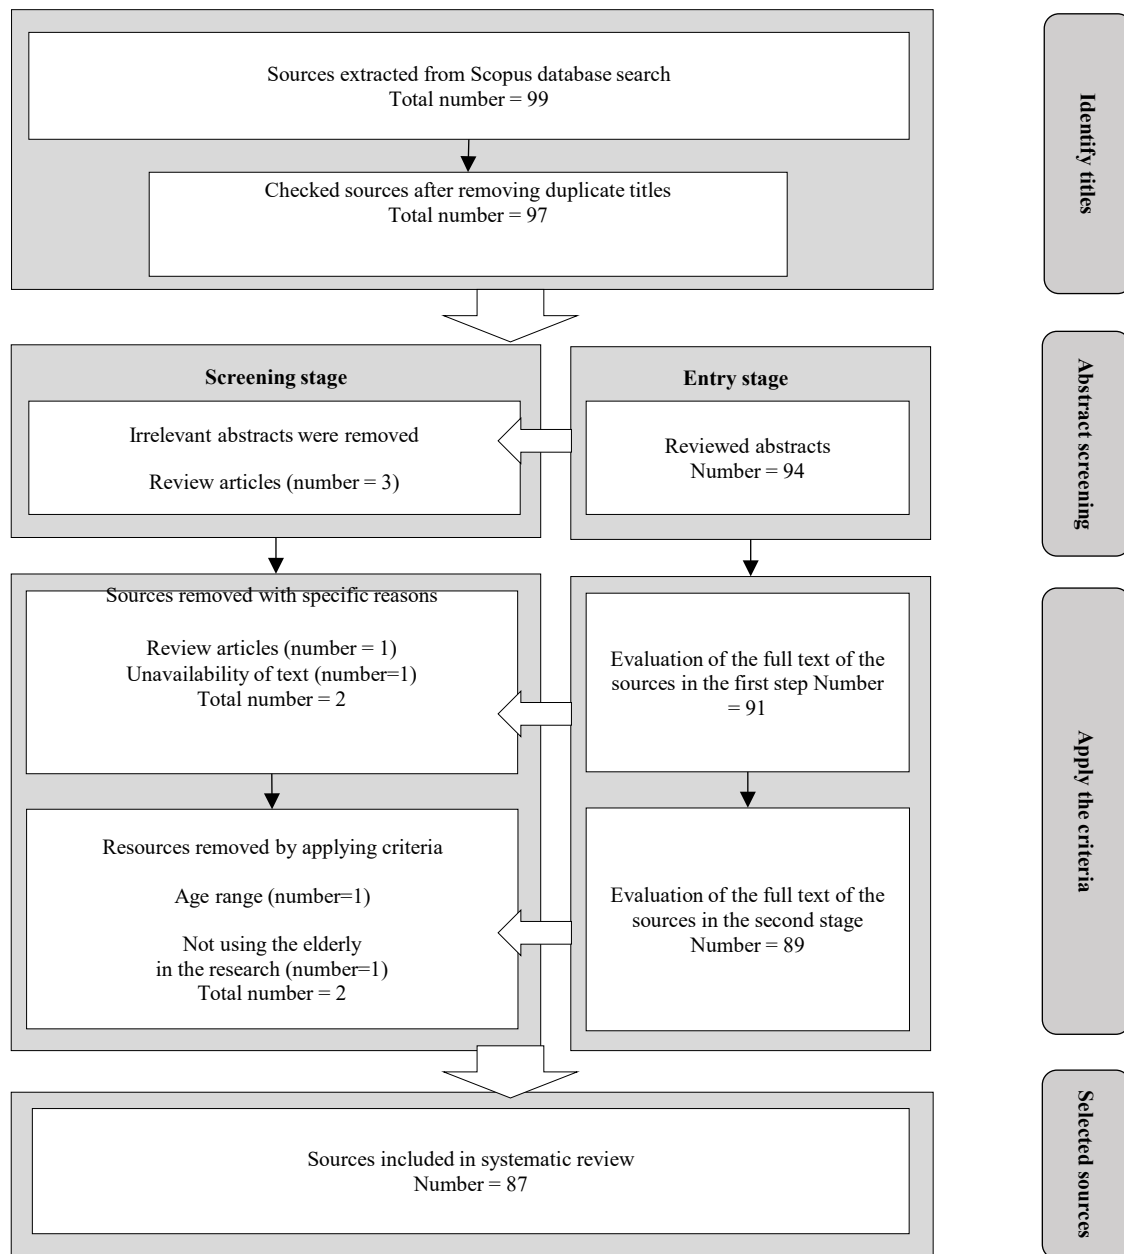 Sources extracted from Scopus database search
Total number = 99
Identify titles
Checked sources after removing duplicate titles
Total number = 97
Screening stage
Entry stage
Abstract screening
Irrelevant abstracts were removed
Review articles (number = 3)
Reviewed abstracts
Number = 94
Sources removed with specific reasons
Review articles (number = 1)
Unavailability of text (number=1)
Total number = 2
Evaluation of the full text of the
sources in the first step Number
= 91
Apply the criteria
Resources removed by applying criteria
Age range (number=1)
Not using the elderly
in the research (number=1)
Total number = 2
Evaluation of the full text of the
sources in the second stage
Number = 89
Sources included in systematic review
Number = 87
Selected sources